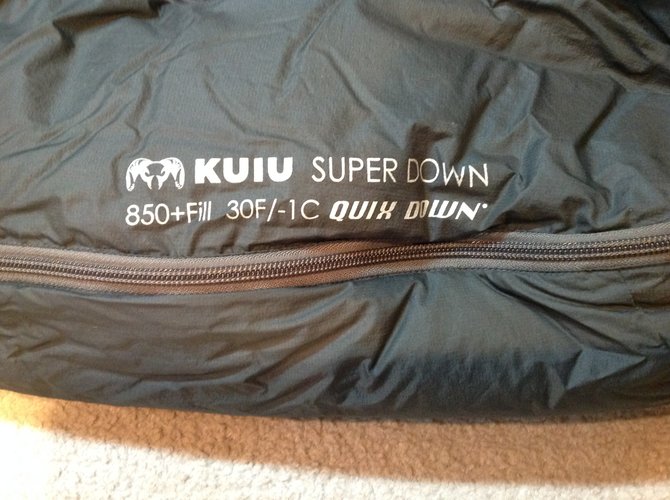 KUIU SUPER DOWN
850+Fill 30F/-1C QUIX DOWN